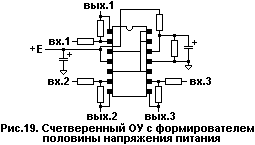 вых.1
вх.1
+E
вх.2
вх.3
вых.2
вых.3
Рис.19. Счетверенный ОУ с формирователем
половины напряжения питания